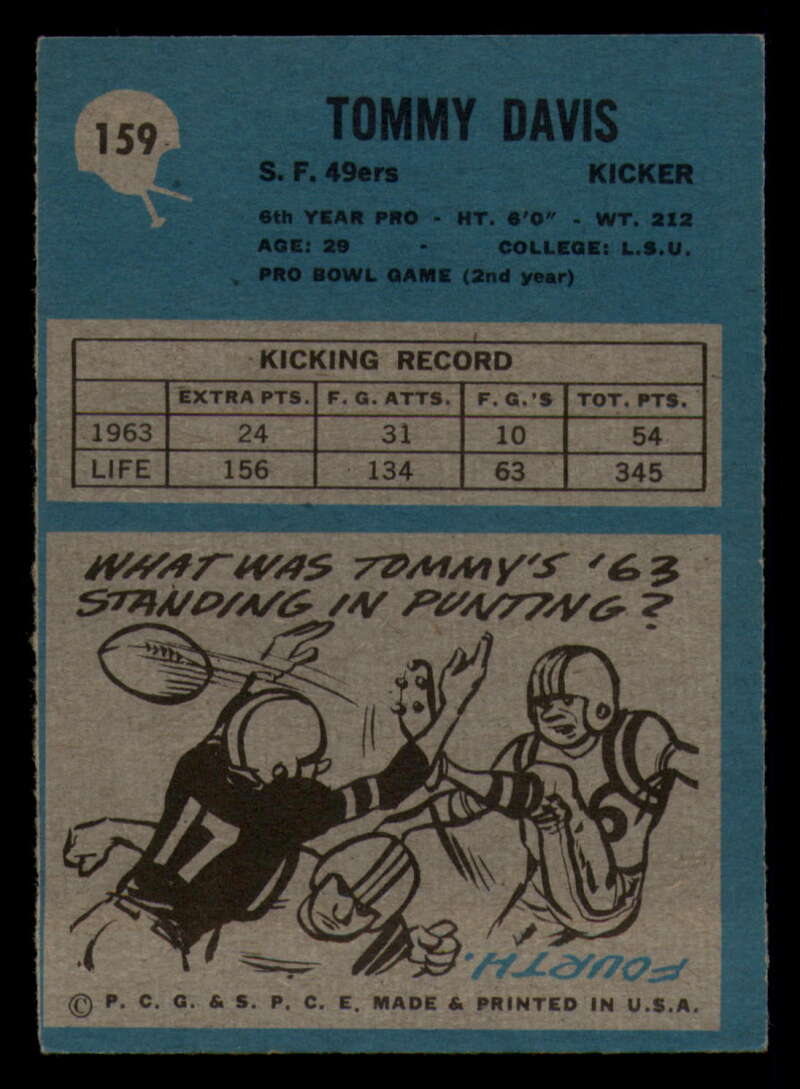 159
TOMMY DAVIS
S. F. 49ers KICKER
6th YEAR PRO - HT. 6'0" - WT. 212
AGE: 29 - COLLEGE: L.S.U.
PRO BOWL GAME (2nd year)
KICKING RECORD
EXTRA PTS. F. G. ATTS. F. G.'S TOT. PTS.
1963 24 31 10 54
LIFE 156 134 63 345
WHAT WAS TOMMY'S '63
STANDING IN PUNTING?
17
6
FOURTH.
© P. C. G. & S. P. C. E. MADE & PRINTED IN U.S.A.